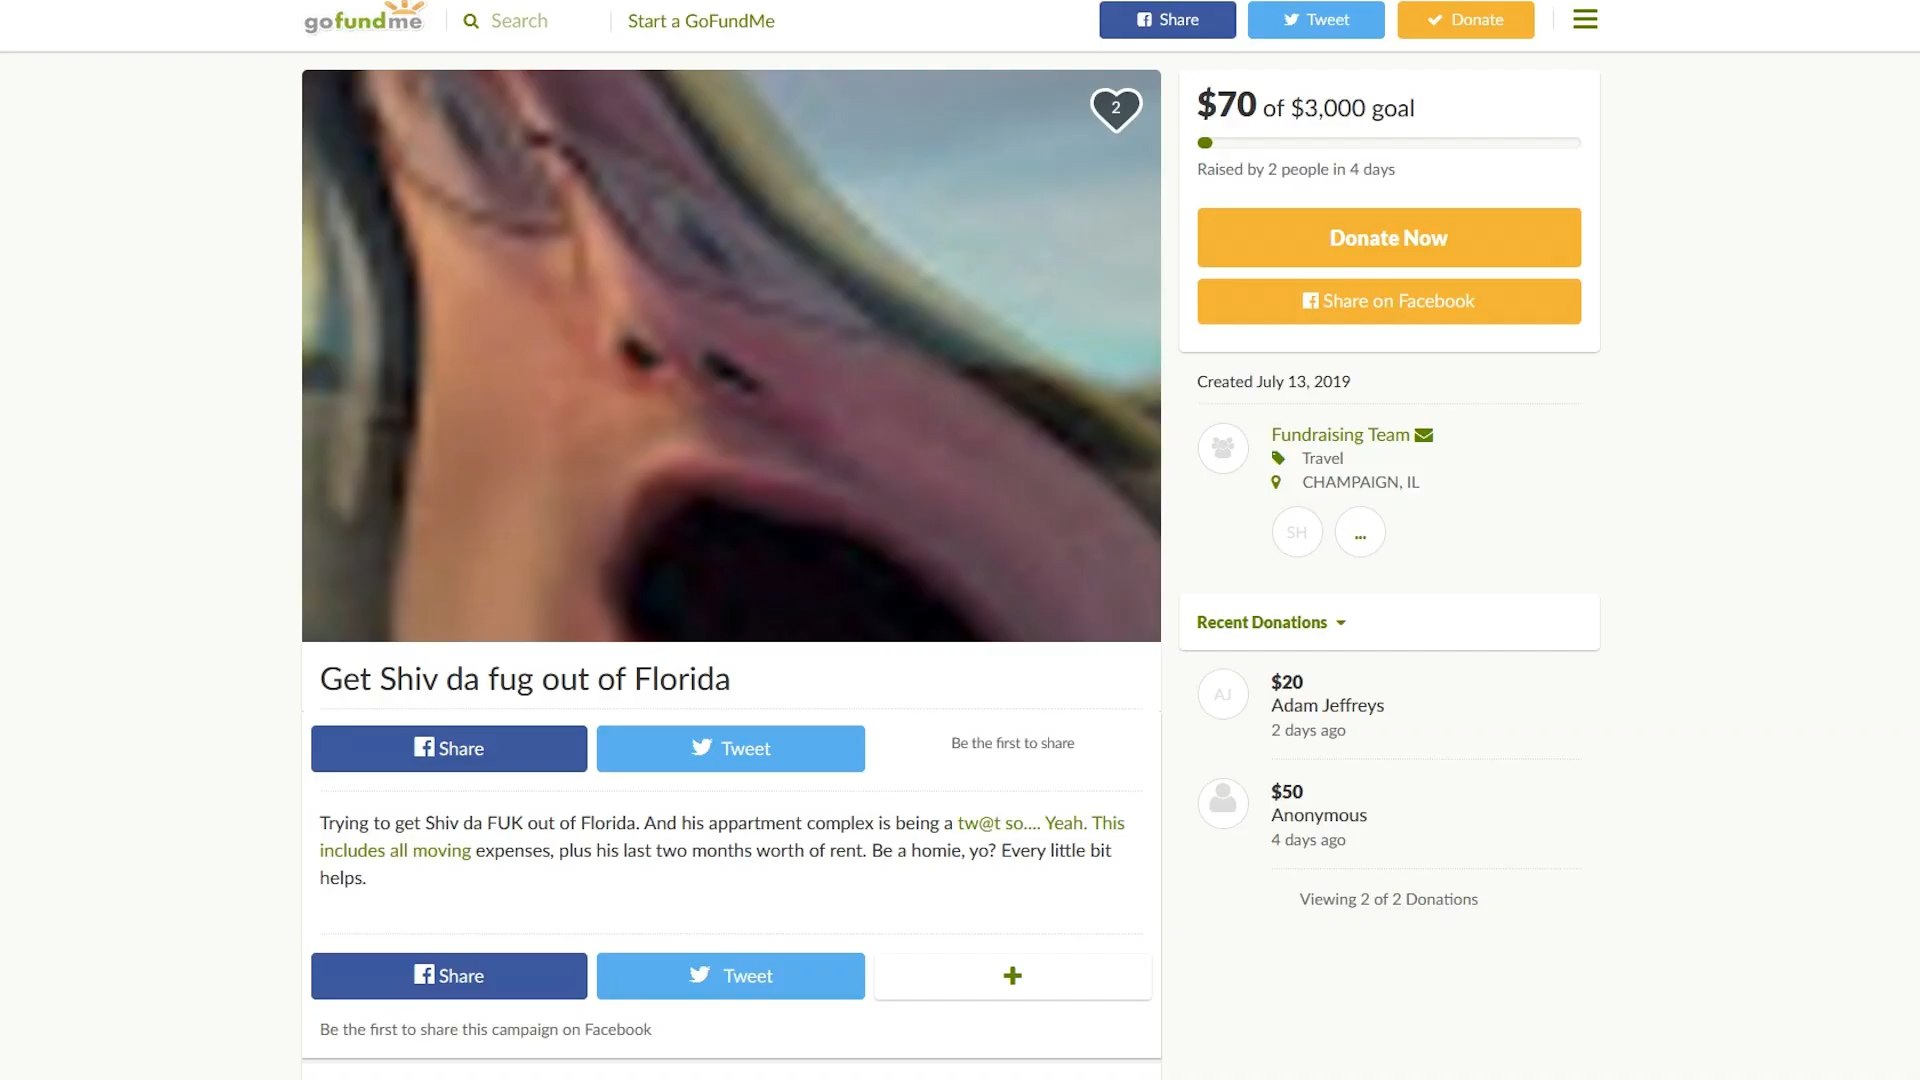 gofundme
Search
Start a GoFundMe
Share
Tweet
Donate
2
$70 of $3,000 goal
Raised by 2 people in 4 days
Donate Now
Share on Facebook
Created July 13, 2019
Fundraising Team
Travel
CHAMPAIGN, IL
SH
...
Recent Donations
AJ
$20
Adam Jeffreys
2 days ago
$50
Anonymous
4 days ago
Viewing 2 of 2 Donations
Get Shiv da fug out of Florida
Share
Tweet
Be the first to share
Trying to get Shiv da FUK out of Florida. And his appartment complex is being a tw@t so.... Yeah. This
includes all moving expenses, plus his last two months worth of rent. Be a homie, yo? Every little bit
helps.
Share
Tweet
+
Be the first to share this campaign on Facebook